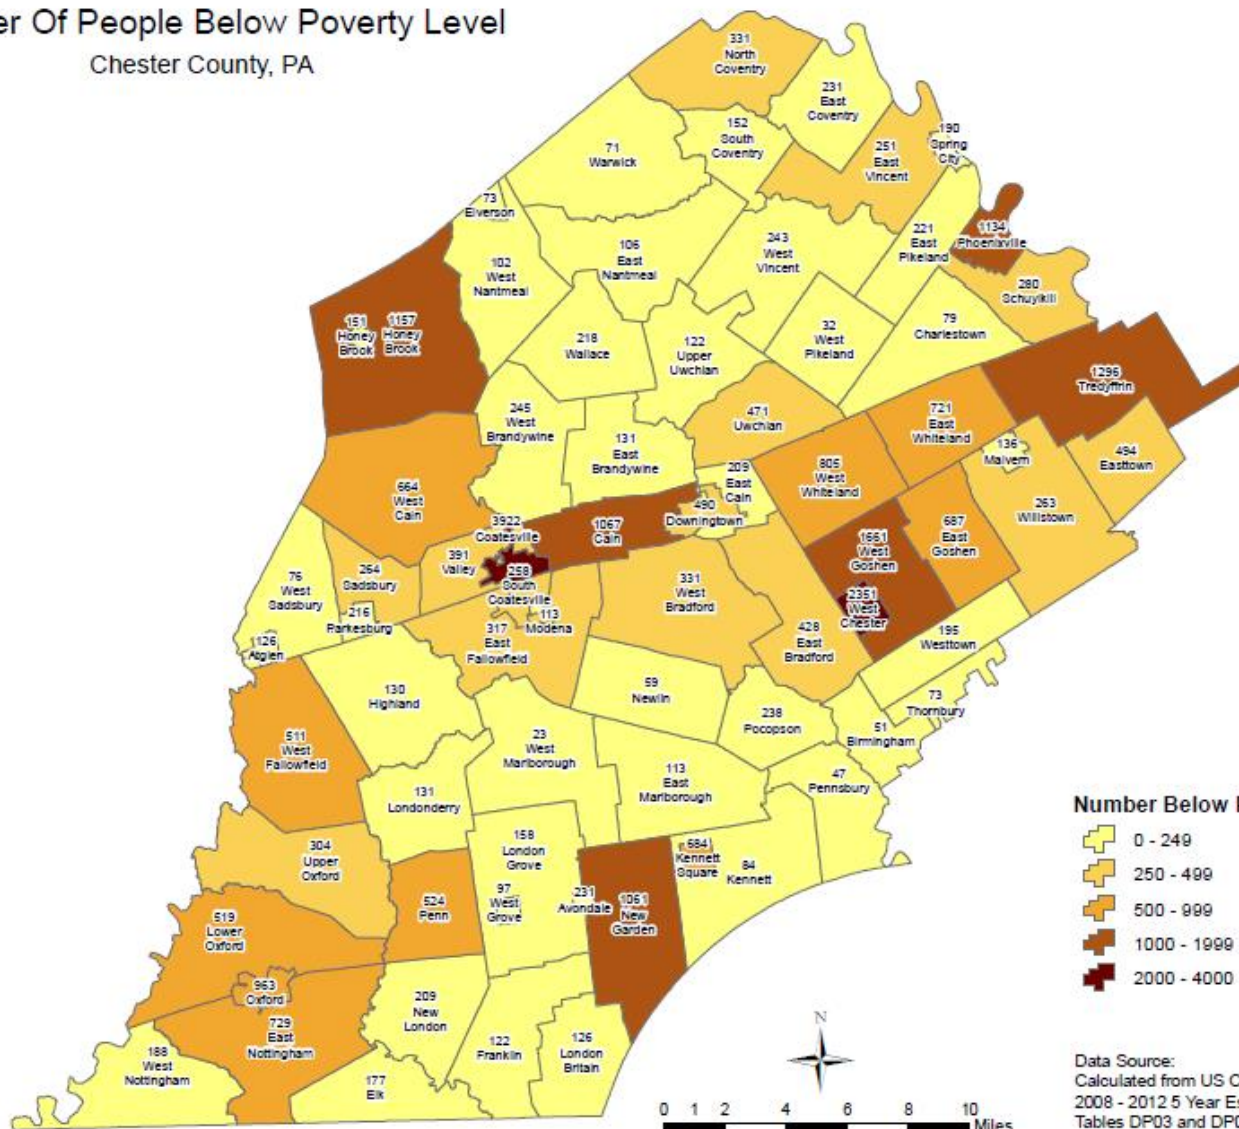 er Of People Below Poverty Level
Chester County, PA
331
North
Coventry
231
East
Coventry
190
Spring
City
152
South
Coventry
251
East
Vincent
71
Warwick
73
Elverson
1134
Phoenixville
221
East
Pikeland
243
West
Vincent
106
East
Nantmeal
102
West
Nantmeal
280
Schuylkill
151
Honey
Brook
1157
Honey
Brook
218
Wallace
122
Upper
Uwchlan
32
West
Pikeland
79
Charlestown
1296
Tredyffrin
245
West
Brandywine
131
East
Brandywine
471
Uwchlan
721
East
Whiteland
136
Malvern
494
Easttown
664
West
Caln
209
East
Caln
805
West
Whiteland
263
Willistown
3922
Coatesville
1067
Caln
490
Downingtown
1661
West
Goshen
687
East
Goshen
391
Valley
264
Sadsbury
76
West
Sadsbury
258
South
Coatesville
331
West
Bradford
2351
West
Chester
216
Parkesburg
113
Modena
317
East
Fallowfield
428
East
Bradford
195
Westtown
126
Atglen
130
Highland
59
Newlin
238
Pocopson
73
Thornbury
51
Birmingham
511
West
Fallowfield
23
West
Marlborough
113
East
Marlborough
47
Pennsbury
131
Londonderry
304
Upper
Oxford
158
London
Grove
684
Kennett
Square
84
Kennett
524
Penn
97
West
Grove
231
Avondale
1061
New
Garden
519
Lower
Oxford
963
Oxford
729
East
Nottingham
209
New
London
122
Franklin
126
London
Britain
188
West
Nottingham
177
Elk
Number Below
0 - 249
250 - 499
500 - 999
1000 - 1999
2000 - 4000
N
0 1 2 4 6 8 10
Miles
Data Source:
Calculated from US C
2008 - 2012 5 Year Es
Tables DP03 and DP0